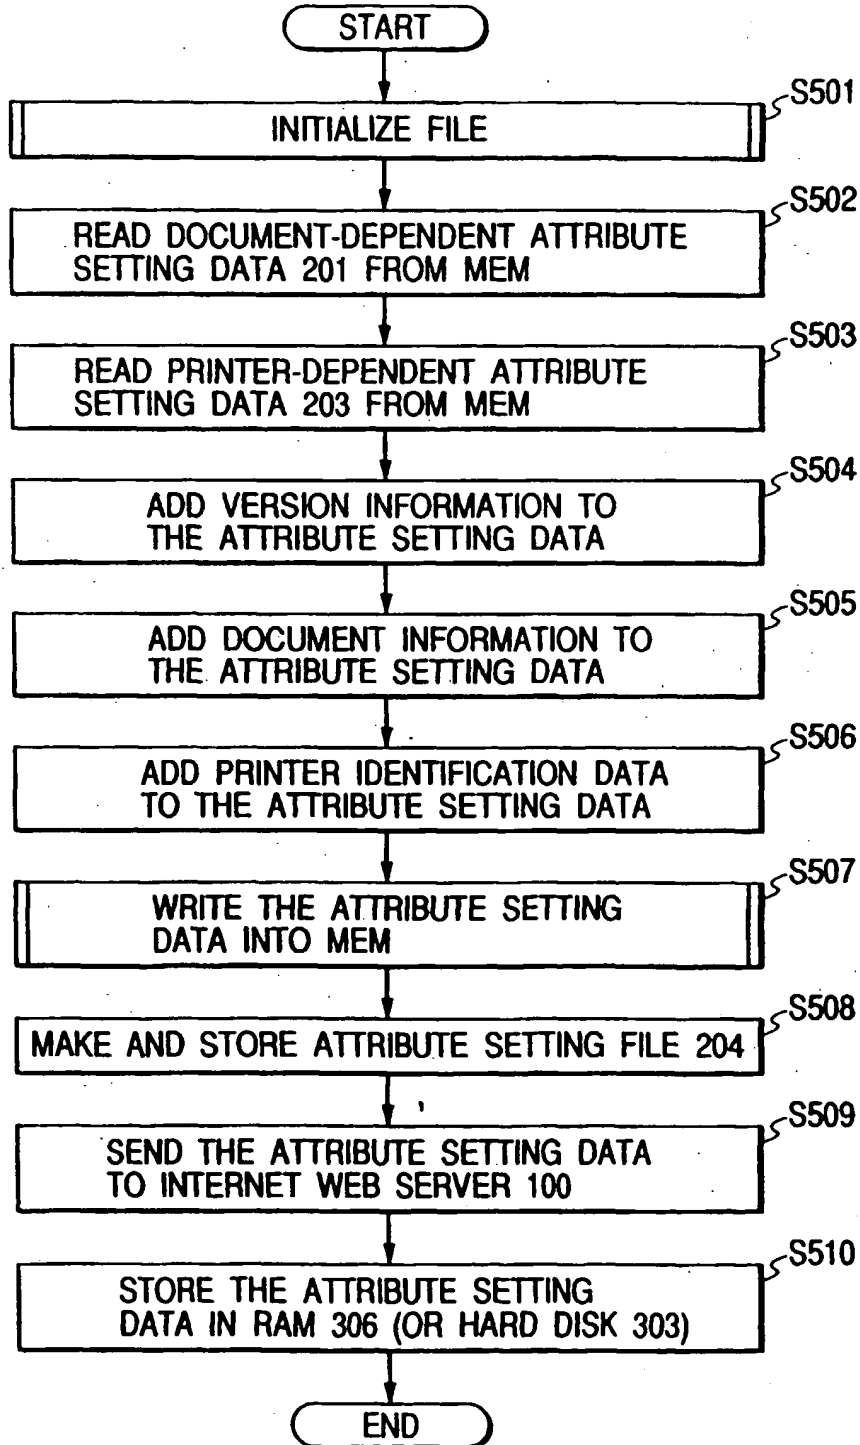 START
S501
INITIALIZE FILE
S502
READ DOCUMENT-DEPENDENT ATTRIBUTE
SETTING DATA 201 FROM MEM
S503
READ PRINTER-DEPENDENT ATTRIBUTE
SETTING DATA 203 FROM MEM
S504
ADD VERSION INFORMATION TO
THE ATTRIBUTE SETTING DATA
S505
ADD DOCUMENT INFORMATION TO
THE ATTRIBUTE SETTING DATA
S506
ADD PRINTER IDENTIFICATION DATA
TO THE ATTRIBUTE SETTING DATA
S507
WRITE THE ATTRIBUTE SETTING
DATA INTO MEM
S508
MAKE AND STORE ATTRIBUTE SETTING FILE 204
S509
SEND THE ATTRIBUTE SETTING DATA
TO INTERNET WEB SERVER 100
S510
STORE THE ATTRIBUTE SETTING
DATA IN RAM 306 (OR HARD DISK 303)
END